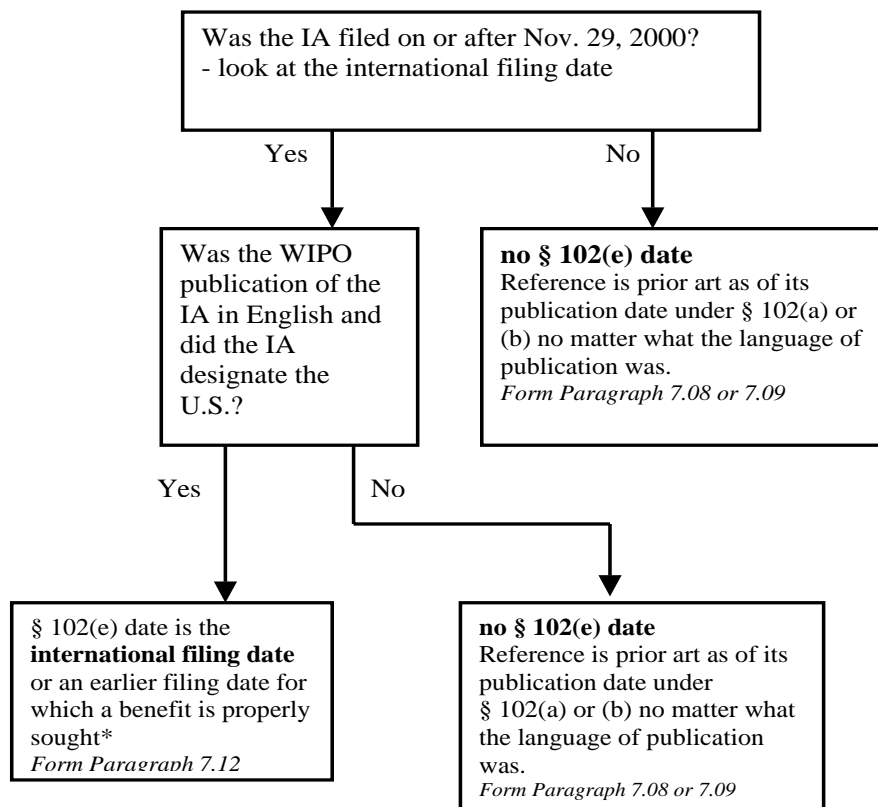 Was the IA filed on or after Nov. 29, 2000?
- look at the international filing date
Yes
No
Was the WIPO
publication of the
IA in English and
did the IA
designate the
U.S.?
no § 102(e) date
Reference is prior art as of its
publication date under § 102(a) or
(b) no matter what the language of
publication was.
Form Paragraph 7.08 or 7.09
Yes
No
§ 102(e) date is the
international filing date
or an earlier filing date for
which a benefit is properly
sought*
Form Paragraph 7.12
no § 102(e) date
Reference is prior art as of its
publication date under
§ 102(a) or (b) no matter what
the language of publication
was.
Form Paragraph 7.08 or 7.09